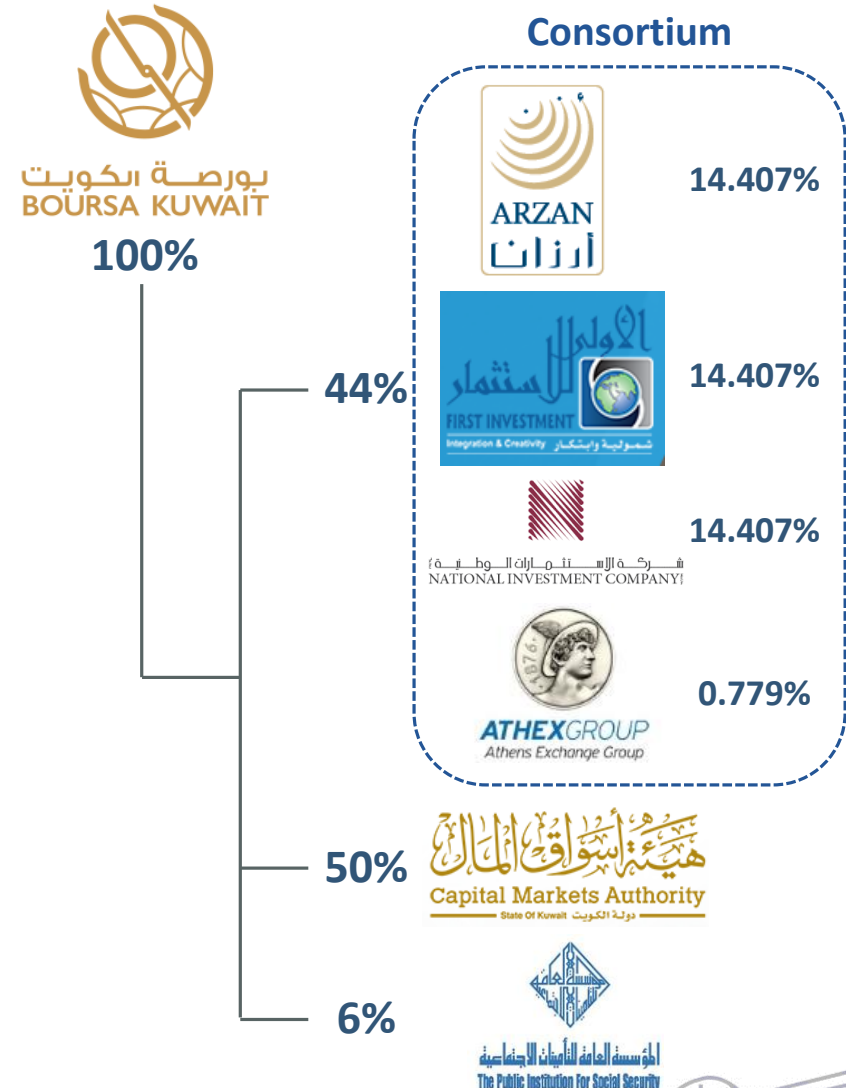 Consortium
بورصة الكويت
BOURSA KUWAIT
100%
ARZAN
أرزان
14.407%
44%
الأولى للاستثمار
FIRST INVESTMENT
Integration & Creativity شمولية وابتكار
14.407%
شركة الاستثمارات الوطنية
NATIONAL INVESTMENT COMPANY
14.407%
1876
ATHEXGROUP
Athens Exchange Group
0.779%
50%
هيئة أسواق المال
Capital Markets Authority
State Of Kuwait دولة الكويت
6%
المؤسسة العامة للتأمينات الاجتماعية
The Public Institution For Social Security